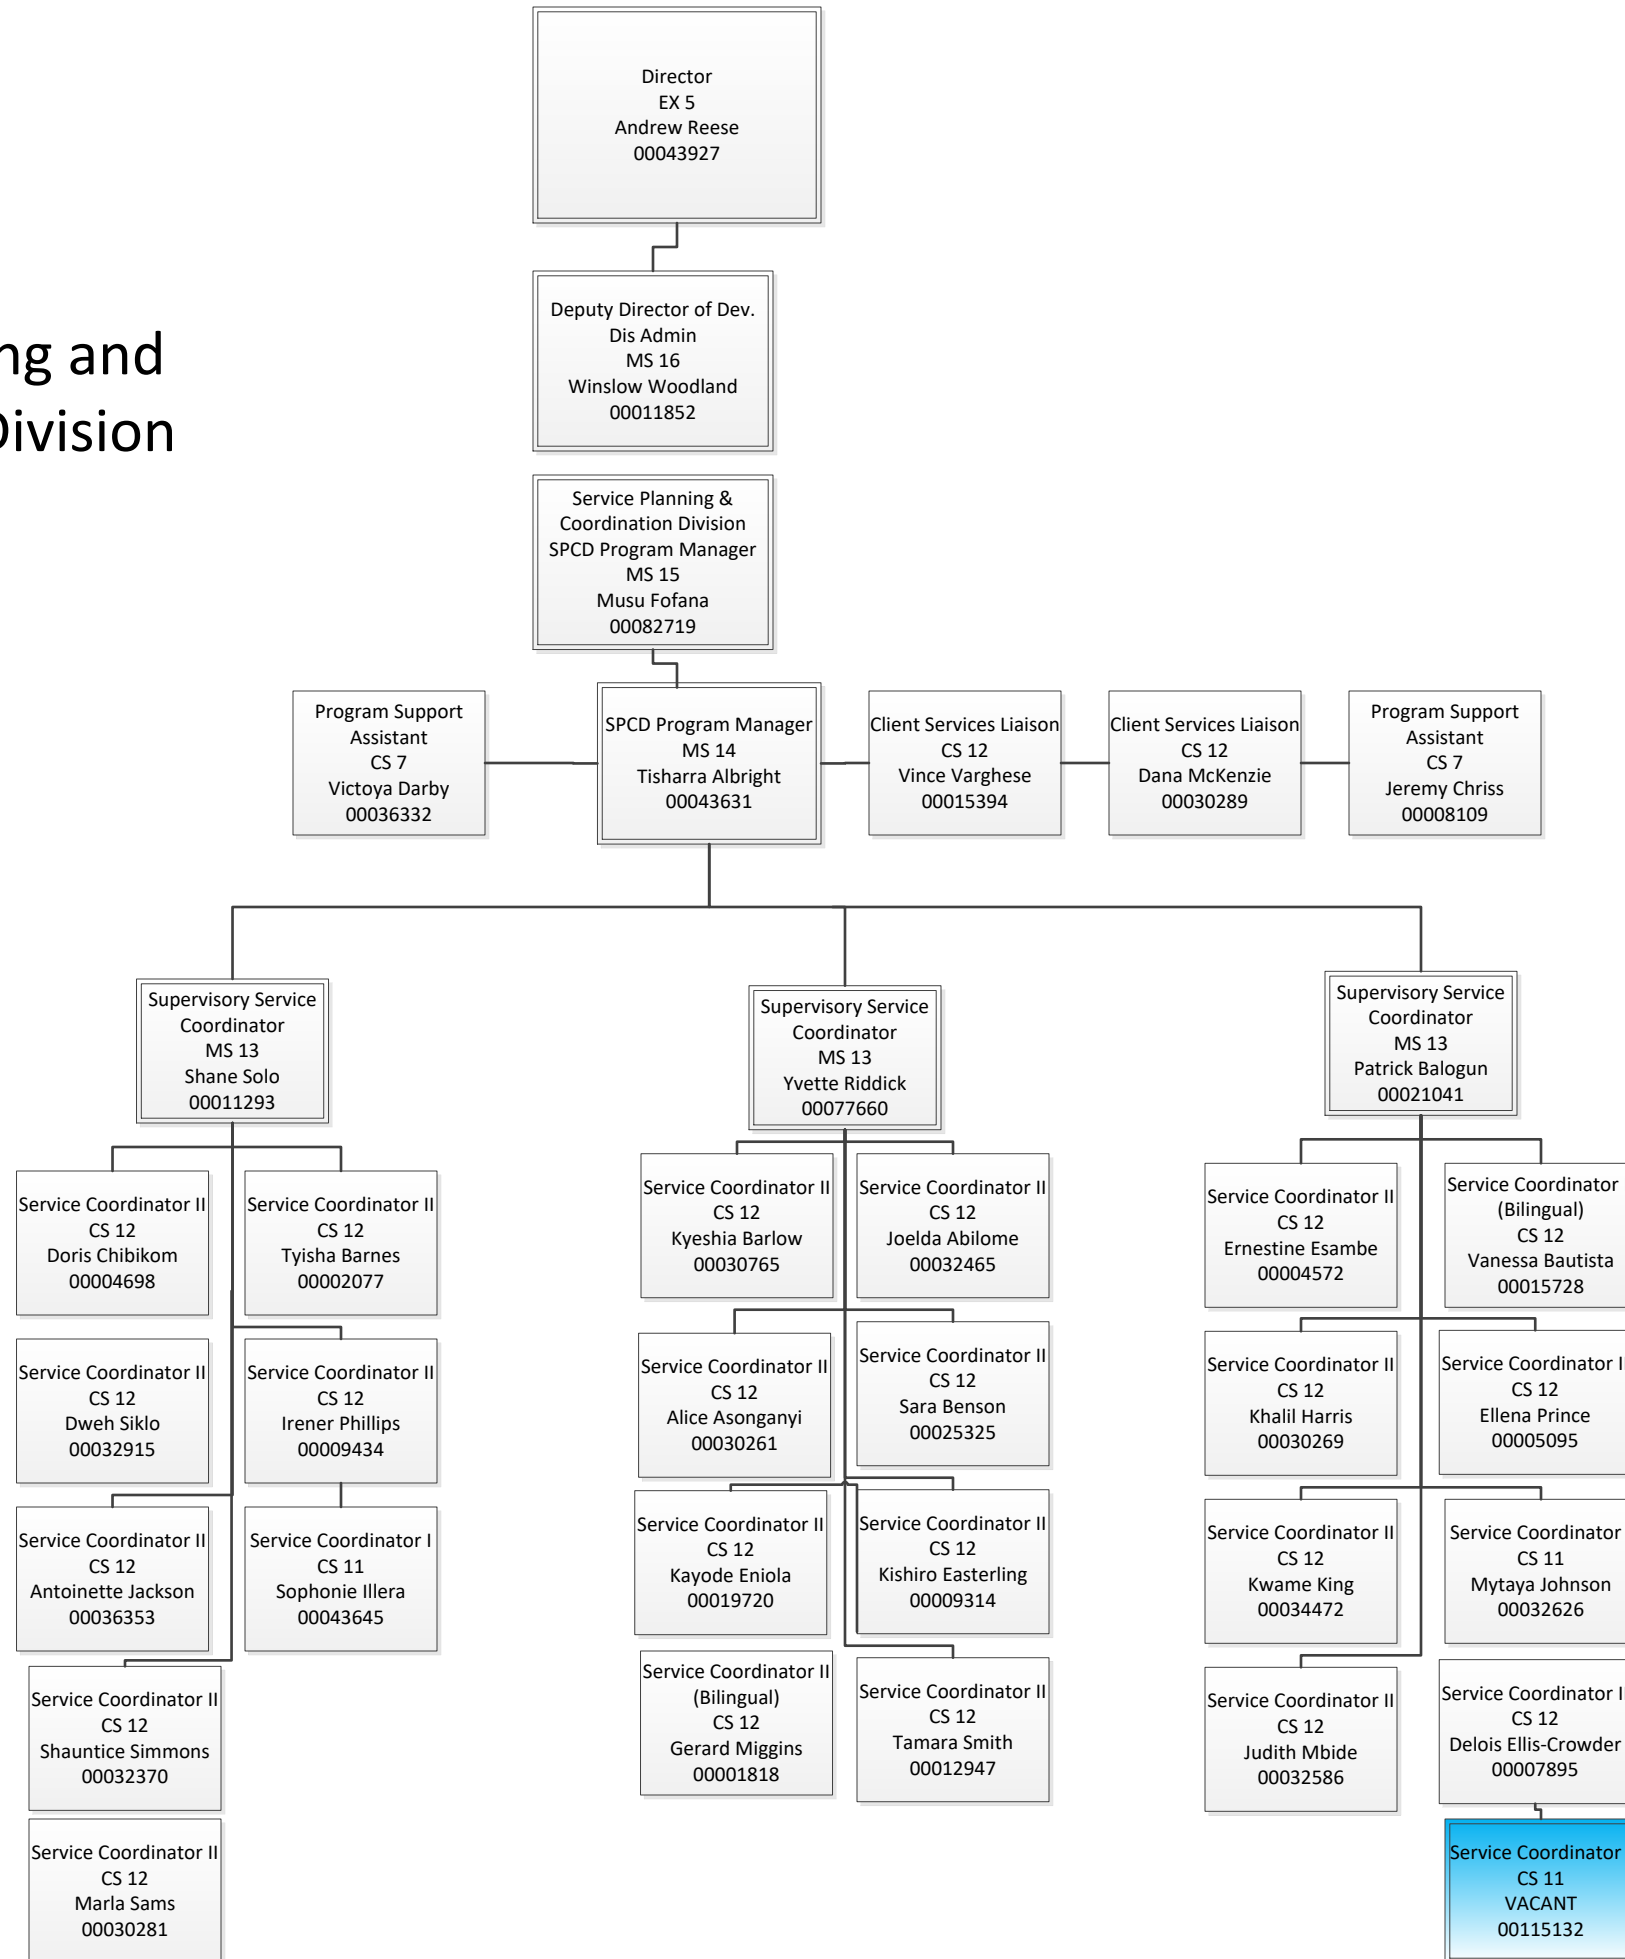 Director
EX 5
Andrew Reese
00043927
Deputy Director of Dev.
Dis Admin
MS 16
Winslow Woodland
00011852
ng and
Division
Service Planning &
Coordination Division
SPCD Program Manager
MS 15
Musu Fofana
00082719
Program Support
Assistant
CS 7
Victoya Darby
00036332
SPCD Program Manager
MS 14
Tisharra Albright
00043631
Client Services Liaison
CS 12
Vince Varghese
00015394
Client Services Liaison
CS 12
Dana McKenzie
00030289
Program Support
Assistant
CS 7
Jeremy Chriss
00008109
Supervisory Service
Coordinator
MS 13
Shane Solo
00011293
Supervisory Service
Coordinator
MS 13
Yvette Riddick
00077660
Supervisory Service
Coordinator
MS 13
Patrick Balogun
00021041
Service Coordinator II
CS 12
Doris Chibikom
00004698
Service Coordinator II
CS 12
Tyisha Barnes
00002077
Service Coordinator II
CS 12
Kyeshia Barlow
00030765
Service Coordinator II
CS 12
Joelda Abilome
00032465
Service Coordinator II
CS 12
Ernestine Esambe
00004572
Service Coordinator
(Bilingual)
CS 12
Vanessa Bautista
00015728
Service Coordinator II
CS 12
Dweh Siklo
00032915
Service Coordinator II
CS 12
Irener Phillips
00009434
Service Coordinator II
CS 12
Alice Asonganyi
00030261
Service Coordinator II
CS 12
Sara Benson
00025325
Service Coordinator II
CS 12
Khalil Harris
00030269
Service Coordinator II
CS 12
Ellena Prince
00005095
Service Coordinator II
CS 12
Antoinette Jackson
00036353
Service Coordinator I
CS 11
Sophonie Illera
00043645
Service Coordinator II
CS 12
Kayode Eniola
00019720
Service Coordinator II
CS 12
Kishiro Easterling
00009314
Service Coordinator II
CS 12
Kwame King
00034472
Service Coordinator
CS 11
Mytaya Johnson
00032626
Service Coordinator II
CS 12
Shauntice Simmons
00032370
Service Coordinator II
(Bilingual)
CS 12
Gerard Miggins
00001818
Service Coordinator II
CS 12
Tamara Smith
00012947
Service Coordinator II
CS 12
Judith Mbide
00032586
Service Coordinator II
CS 12
Delois Ellis-Crowder
00007895
Service Coordinator II
CS 12
Marla Sams
00030281
Service Coordinator
CS 11
VACANT
00115132